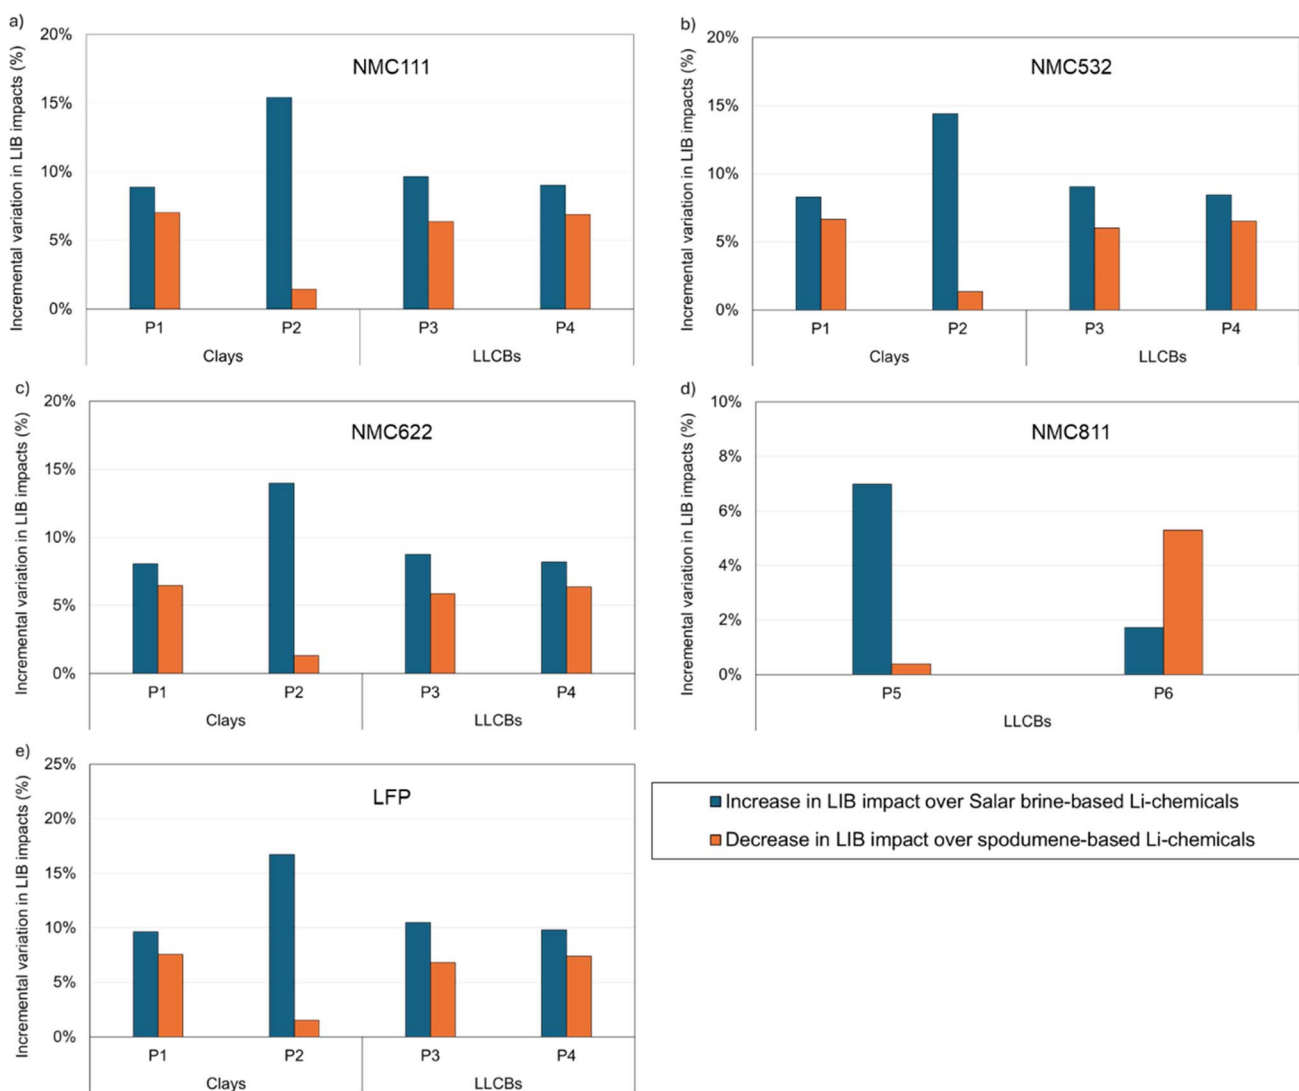 a)
Incremental variation in LIB impacts (%)
20%
15%
10%
5%
0%
NMC111
P1 P2 P3 P4
Clays LLCBs
b)
Incremental variation in LIB impacts (%)
20%
15%
10%
5%
0%
NMC532
P1 P2 P3 P4
Clays LLCBs
c)
Incremental variation in LIB impacts (%)
20%
15%
10%
5%
0%
NMC622
P1 P2 P3 P4
Clays LLCBs
d)
Incremental variation in LIB impacts (%)
10%
8%
6%
4%
2%
0%
NMC811
P5 P6
LLCBs
e)
Incremental variation in LIB impacts (%)
25%
20%
15%
10%
5%
0%
LFP
P1 P2 P3 P4
Clays LLCBs
Increase in LIB impact over Salar brine-based Li-chemicals
Decrease in LIB impact over spodumene-based Li-chemicals